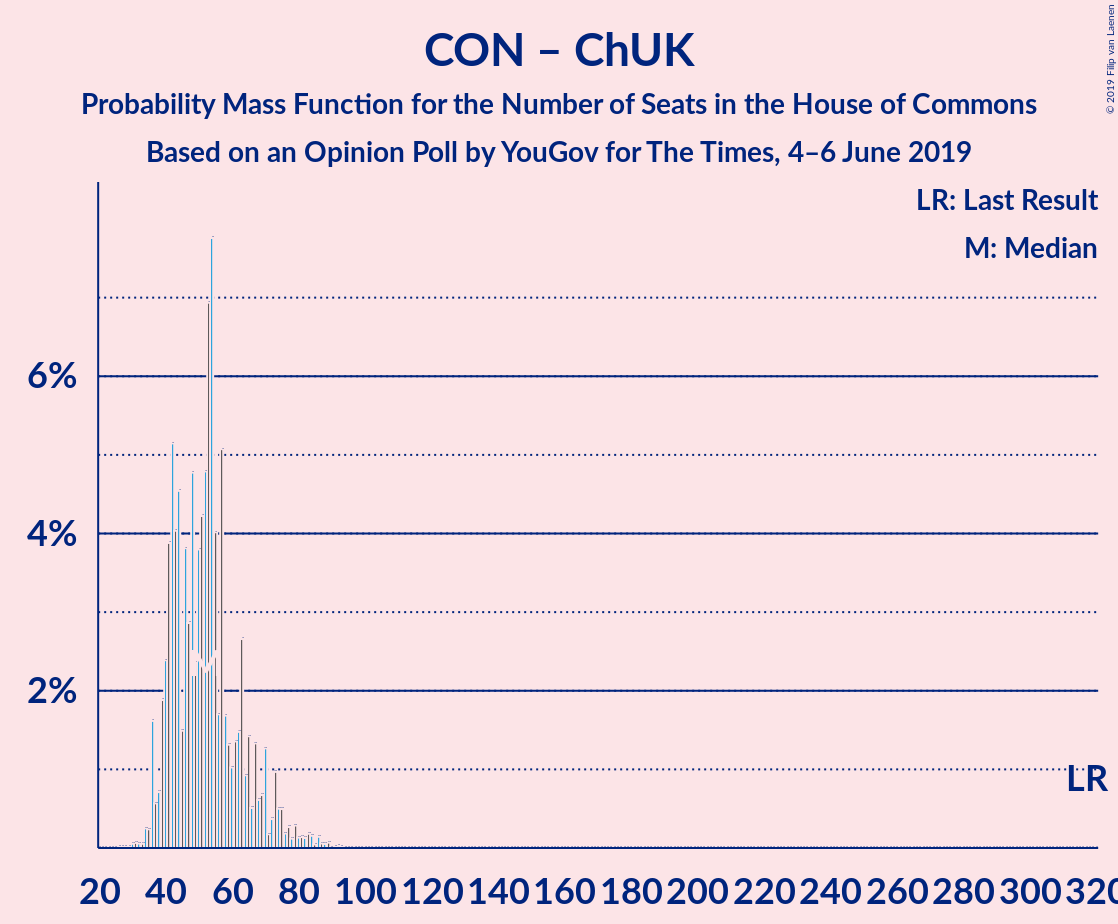 CON – ChUK
Probability Mass Function for the Number of Seats in the House of Commons
Based on an Opinion Poll by YouGov for The Times, 4–6 June 2019
© 2019 Filip van Laenen
LR: Last Result
M: Median
6%
4%
2%
LR
20 40 60 80 100 120 140 160 180 200 220 240 260 280 300 320